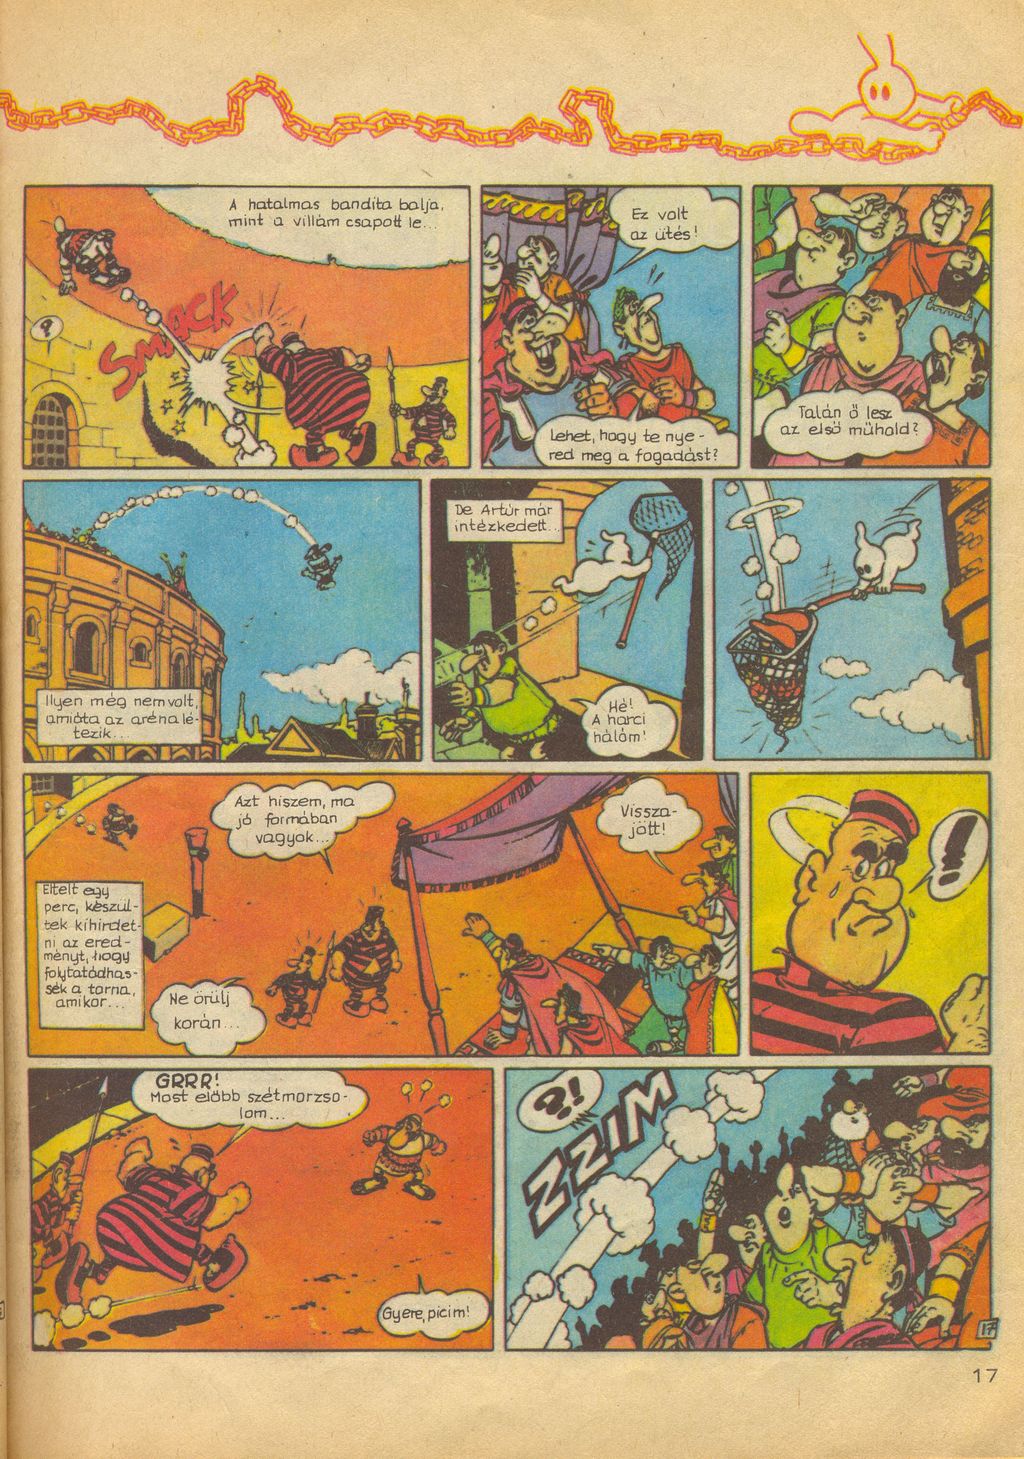 A hatalmas bandita balja,
mint a villám csapott le...
?
SMACK
Ez volt
az ütés!
Lehet, hogy te nye-
red meg a fogadást?
Talán ő lesz
az első műhold?
Ilyen még nem volt,
amióta az aréna lé-
tezik...
De Artúr már
intézkedett...
Hé!
A harci
hálóm!
Azt hiszem, ma
jó formában
vagyok...
Vissza-
jött!
Eltelt egy
perc, készül-
tek kihirdet-
ni az ered-
ményt, hogy
folytatódhas-
sék a torna,
amikor...
Ne örülj
korán...
!
GRRR!
Most előbb szétmorzso-
lom...
Gyere, picim!
?!
ZZIM
17
17